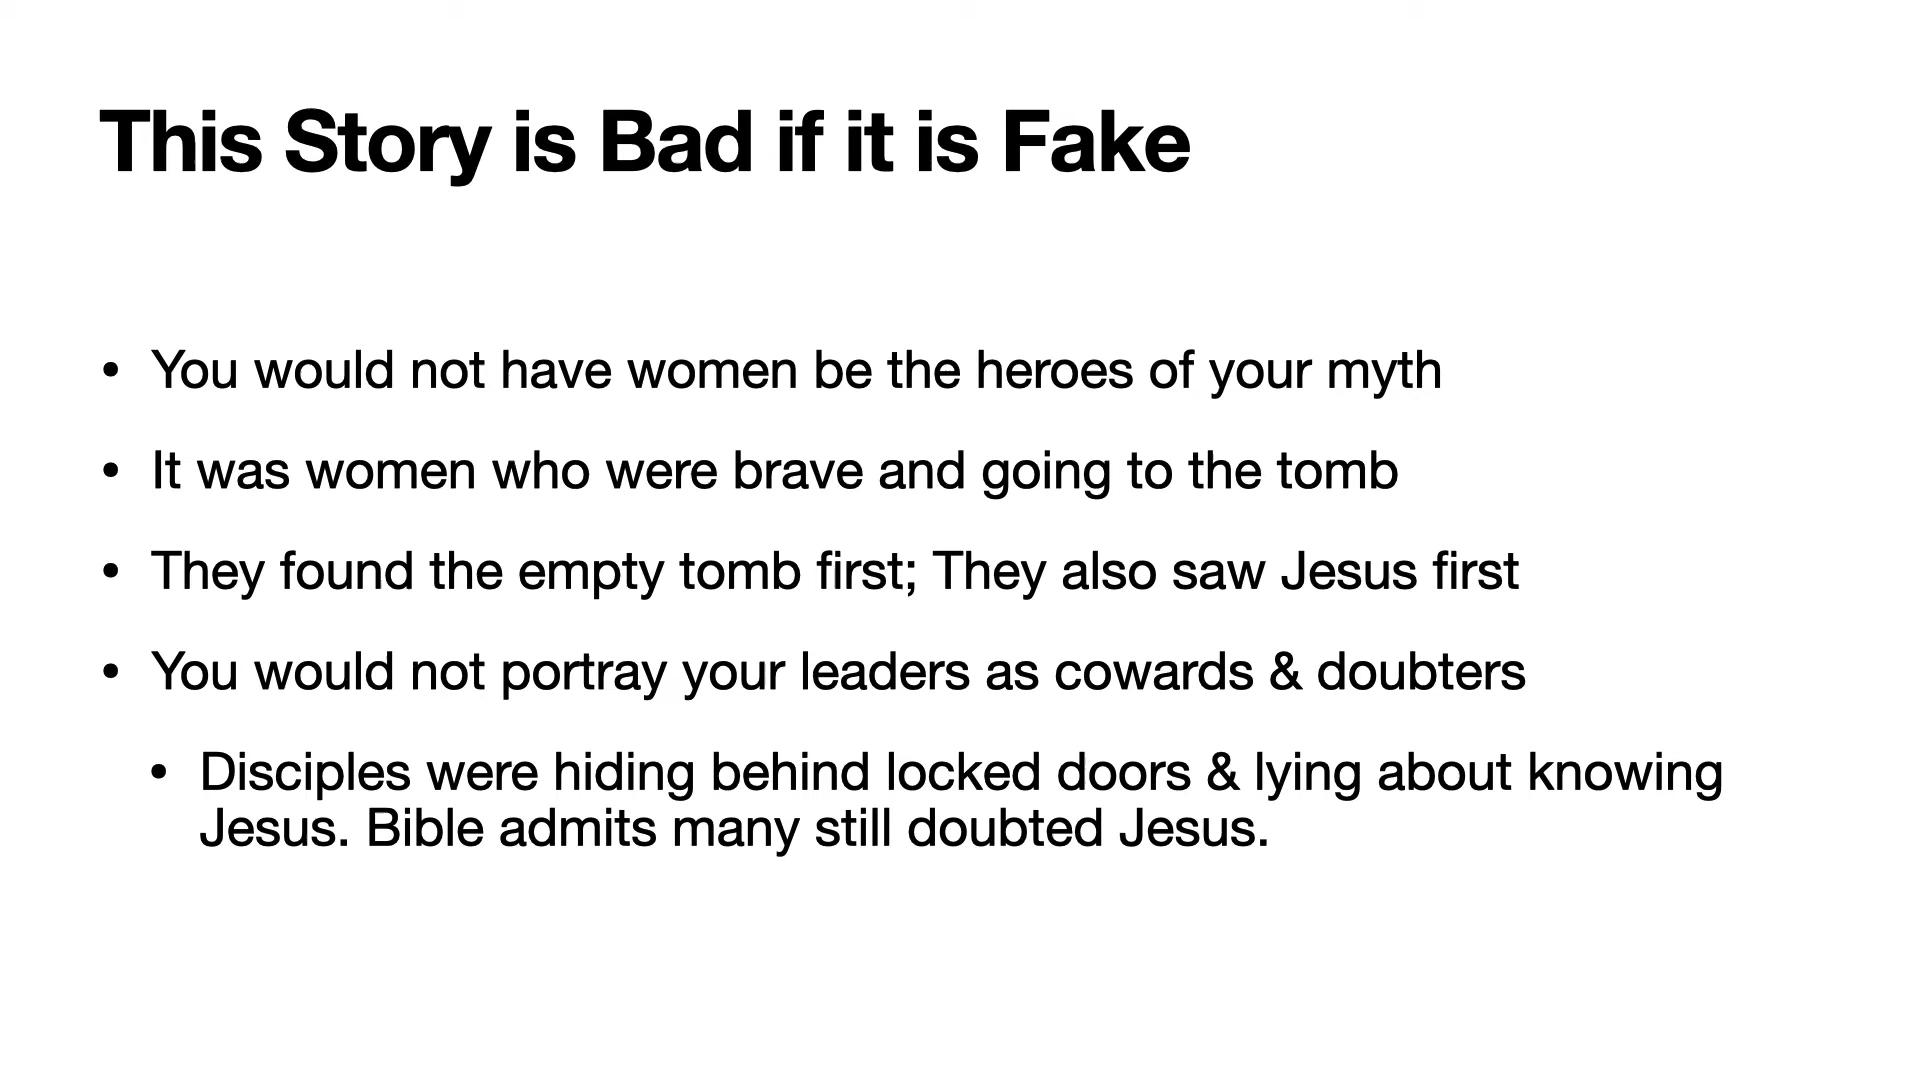 This Story is Bad if it is Fake
• You would not have women be the heroes of your myth
• It was women who were brave and going to the tomb
• They found the empty tomb first; They also saw Jesus first
• You would not portray your leaders as cowards & doubters
• Disciples were hiding behind locked doors & lying about knowing
Jesus. Bible admits many still doubted Jesus.